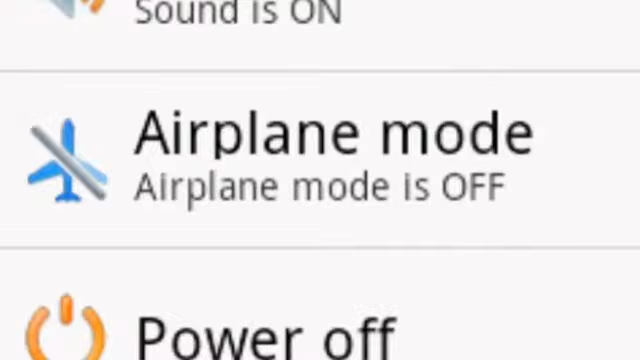 Sound is ON
Airplane mode
Airplane mode is OFF
Power off